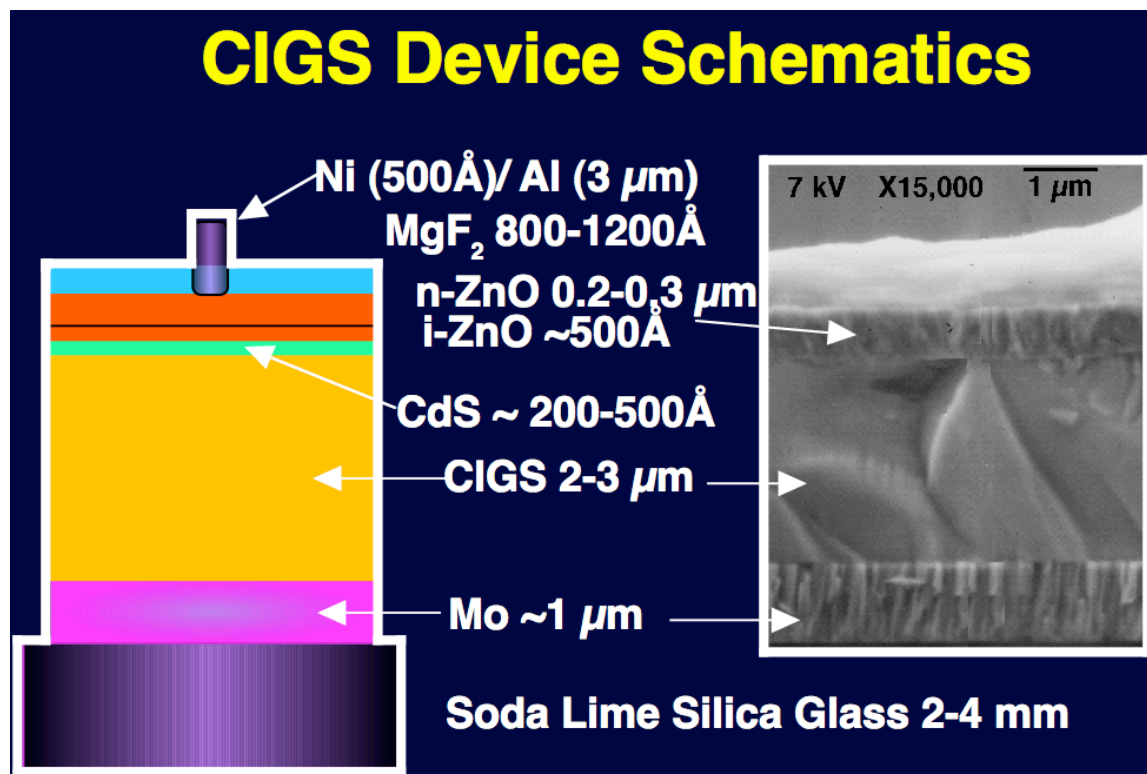 CIGS Device Schematics
Ni (500Å)/ Al (3 µm)
MgF₂ 800-1200Å
n-ZnO 0.2-0.3 µm
i-ZnO ~500Å
CdS ~ 200-500Å
CIGS 2-3 µm
Mo ~1 µm
Soda Lime Silica Glass 2-4 mm
7 kV X15,000 1 µm